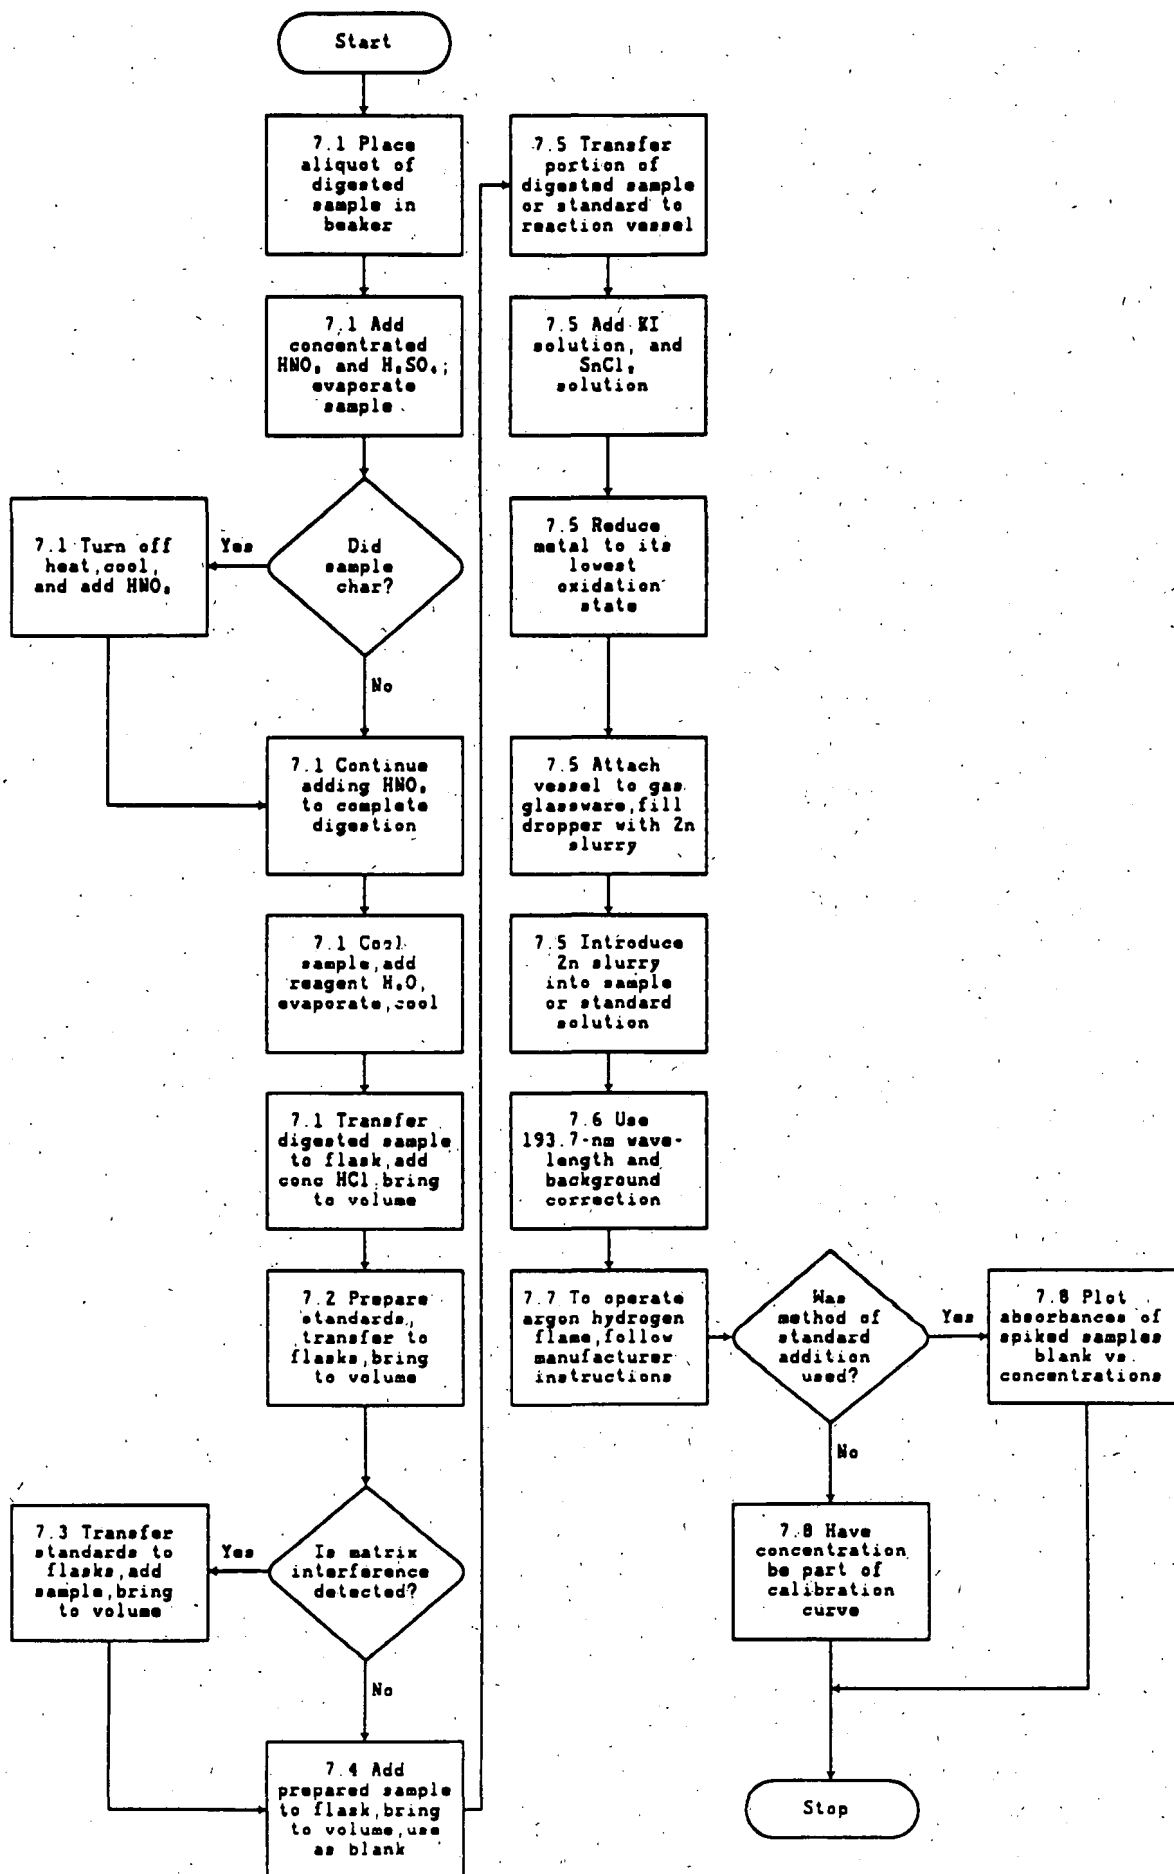 Start
7.1 Place
aliquot of
digested
sample in
beaker
7.1 Add
concentrated
HNO₃ and H₂SO₄;
evaporate
sample
Did
sample
char?
Yes
7.1 Turn off
heat, cool,
and add HNO₃
No
7.1 Continue
adding HNO₃
to complete
digestion
7.1 Cool
sample, add
reagent H₂O,
evaporate, cool
7.1 Transfer
digested sample
to flask, add
conc HCl, bring
to volume
7.2 Prepare
standards,
transfer to
flasks, bring
to volume
Is matrix
interference
detected?
Yes
7.3 Transfer
standards to
flasks, add
sample, bring
to volume
No
7.4 Add
prepared sample
to flask, bring
to volume, use
as blank
7.5 Transfer
portion of
digested sample
or standard to
reaction vessel
7.5 Add KI
solution, and
SnCl₂
solution
7.5 Reduce
metal to its
lowest
oxidation
state
7.5 Attach
vessel to gas
glassware, fill
dropper with 2n
slurry
7.5 Introduce
2n slurry
into sample
or standard
solution
7.6 Use
193.7-nm wave-
length and
background
correction
7.7 To operate
argon hydrogen
flame, follow
manufacturer
instructions
Was
method of
standard
addition
used?
Yes
7.8 Plot
absorbances of
spiked samples
blank vs.
concentrations
No
7.8 Have
concentration
be part of
calibration
curve
Stop